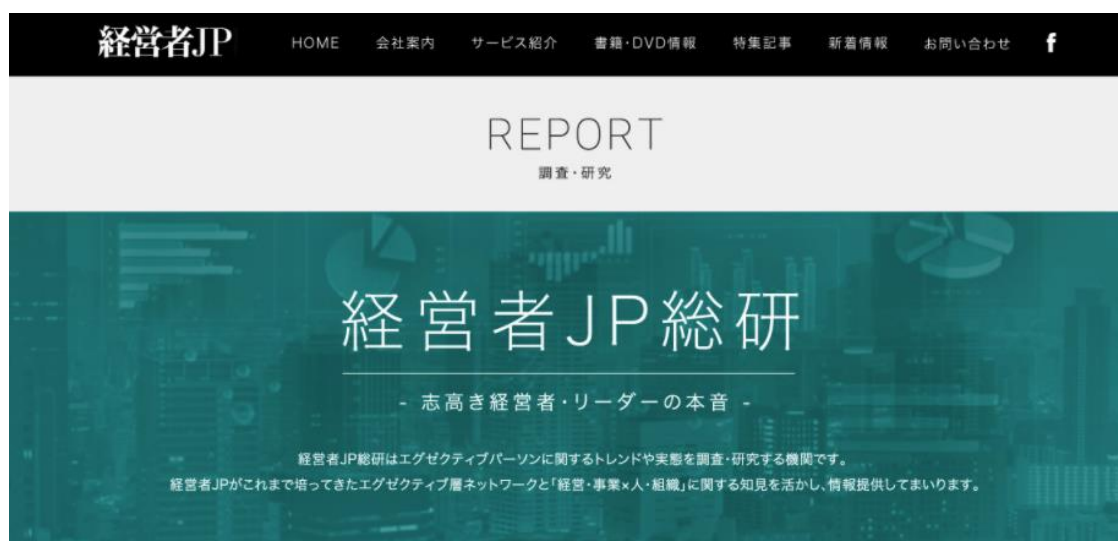 経営者JP HOME 会社案内 サービス紹介 書籍・DVD情報 特集記事 新着情報 お問い合わせ f
REPORT
調査・研究
経営者JP総研
- 志高き経営者・リーダーの本音 -
経営者JP総研はエグゼクティブパーソンに関するトレンドや実態を調査・研究する機関です。
経営者JPがこれまで培ってきたエグゼクティブ層ネットワークと「経営・事業×人・組織」に関する知見を活かし、情報提供してまいります。